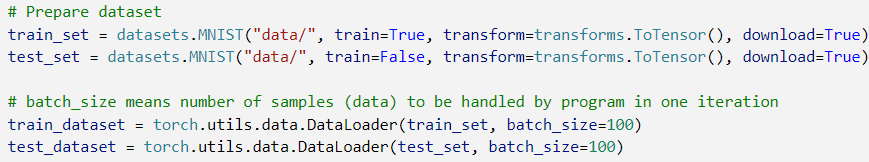 # Prepare dataset
train_set = datasets.MNIST("data/", train=True, transform=transforms.ToTensor(), download=True)
test_set = datasets.MNIST("data/", train=False, transform=transforms.ToTensor(), download=True)
# batch_size means number of samples (data) to be handled by program in one iteration
train_dataset = torch.utils.data.DataLoader(train_set, batch_size=100)
test_dataset = torch.utils.data.DataLoader(test_set, batch_size=100)